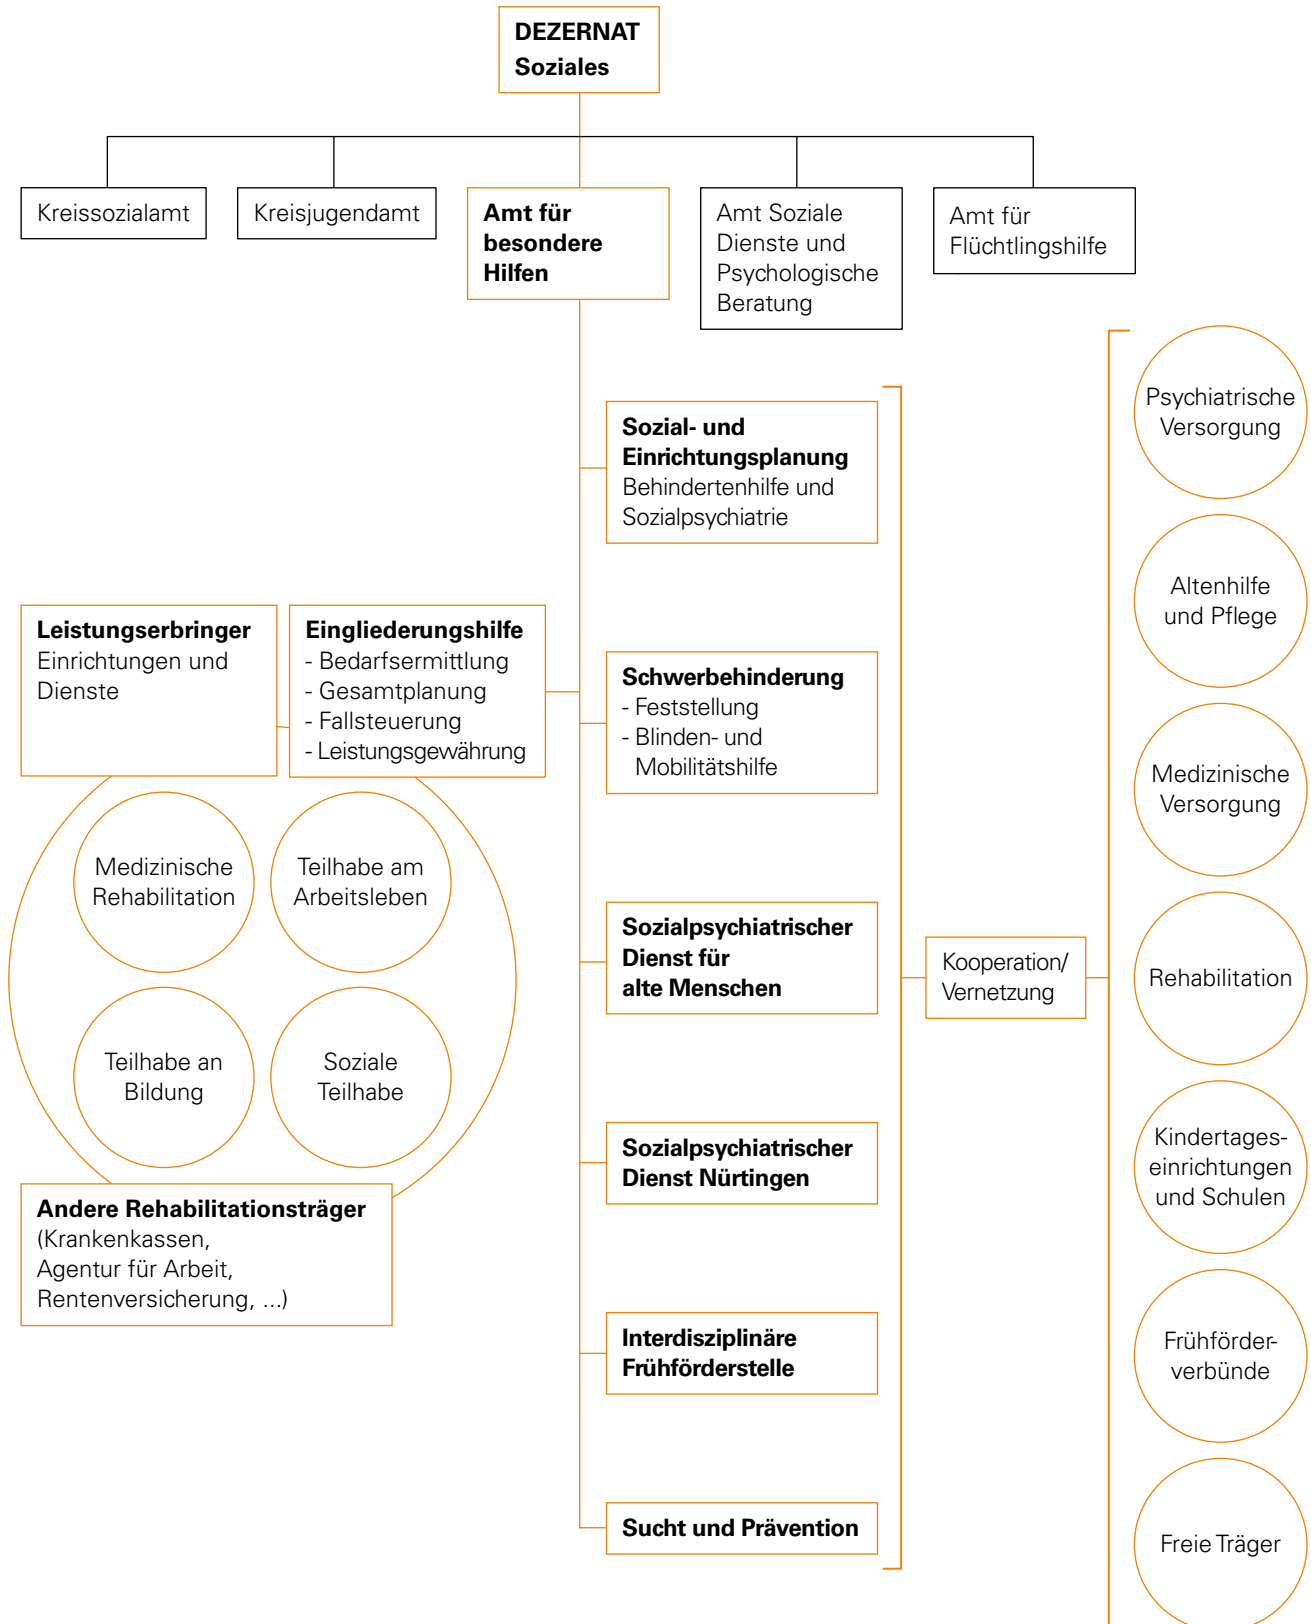 DEZERNAT
Soziales
Kreissozialamt
Kreisjugendamt
Amt für
besondere
Hilfen
Amt Soziale
Dienste und
Psychologische
Beratung
Amt für
Flüchtlingshilfe
Sozial- und
Einrichtungsplanung
Behindertenhilfe und
Sozialpsychiatrie
Leistungserbringer
Einrichtungen und
Dienste
Eingliederungshilfe
- Bedarfsermittlung
- Gesamtplanung
- Fallsteuerung
- Leistungsgewährung
Schwerbehinderung
- Feststellung
- Blinden- und
Mobilitätshilfe
Medizinische
Rehabilitation
Teilhabe am
Arbeitsleben
Teilhabe an
Bildung
Soziale
Teilhabe
Andere Rehabilitationsträger
(Krankenkassen,
Agentur für Arbeit,
Rentenversicherung, ...)
Sozialpsychiatrischer
Dienst für
alte Menschen
Sozialpsychiatrischer
Dienst Nürtingen
Interdisziplinäre
Frühförderstelle
Sucht und Prävention
Kooperation/
Vernetzung
Psychiatrische
Versorgung
Altenhilfe
und Pflege
Medizinische
Versorgung
Rehabilitation
Kindertages-
einrichtungen
und Schulen
Frühförder-
verbünde
Freie Träger